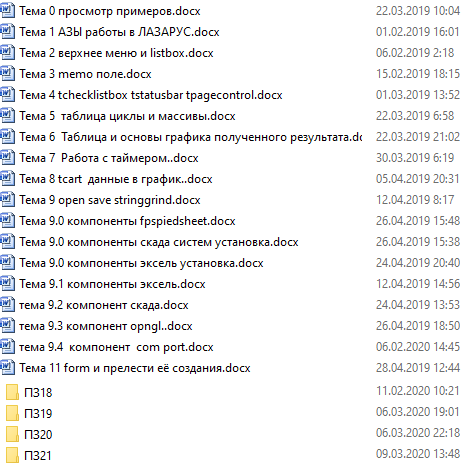 Тема 0 просмотр примеров.docx 22.03.2019 10:04
Тема 1 АЗЫ работы в ЛАЗАРУС.docx 01.02.2019 16:01
Тема 2 верхнее меню и listbox.docx 06.02.2019 2:18
Тема 3 memo поле.docx 15.02.2019 18:15
Тема 4 tchecklistbox tstatusbar tpagecontrol.docx 01.03.2019 13:52
Тема 5  таблица циклы и массивы.docx 22.03.2019 6:58
Тема 6  Таблица и основы графика полученного результата.dc 22.03.2019 21:02
Тема 7  Работа с таймером..docx 30.03.2019 6:19
Тема 8 tcart  данные в график..docx 05.04.2019 20:31
Тема 9 open save stringgrind.docx 12.04.2019 8:17
Тема 9.0 компоненты fpspiedsheet.docx 26.04.2019 15:48
Тема 9.0 компоненты скада систем установка.docx 26.04.2019 15:38
Тема 9.0 компоненты эксель установка.docx 24.04.2019 20:40
Тема 9.1 компоненты эксель.docx 12.04.2019 14:56
тема 9.2 компонент скада.docx 24.04.2019 13:53
тема 9.3 компонент opngl..docx 26.04.2019 18:50
тема 9.4  компонент  com port.docx 06.02.2020 14:45
Тема 11 form и прелести её создания.docx 28.04.2019 12:44
П318 11.02.2020 10:21
П319 06.03.2020 19:01
П320 06.03.2020 22:18
П321 09.03.2020 13:48